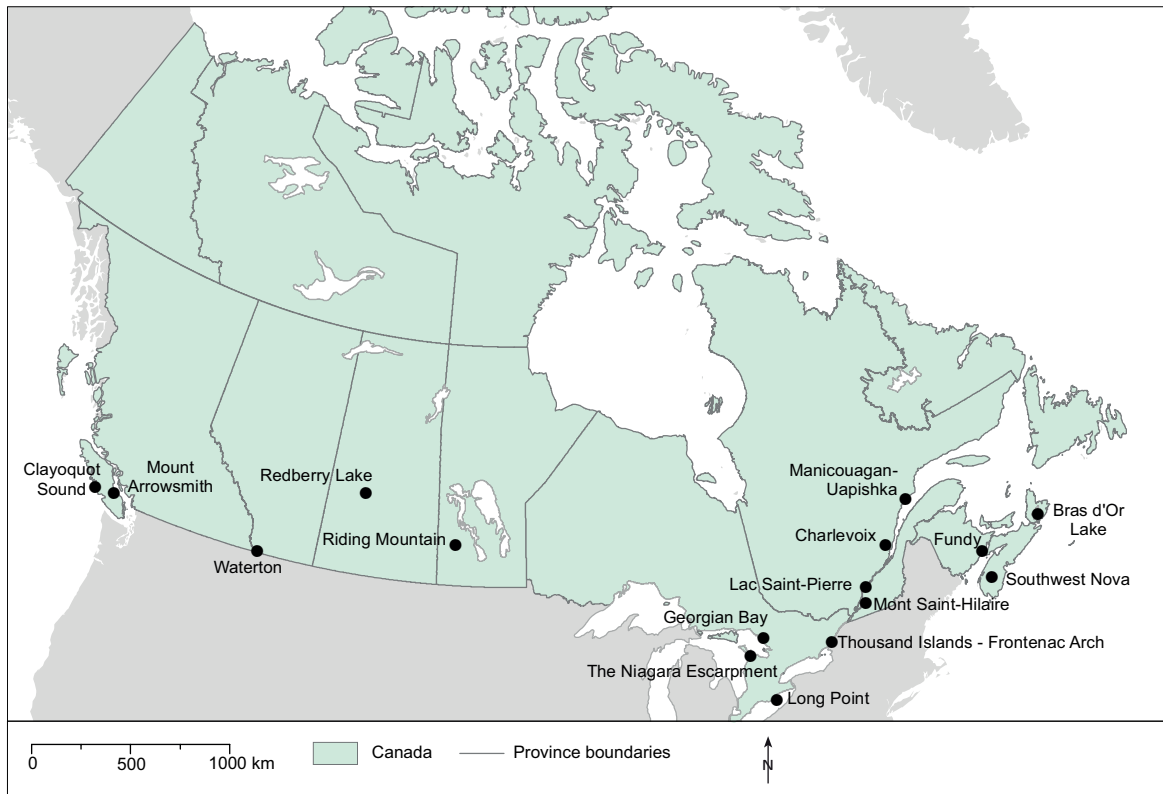 Clayoquot
Sound
Mount
Arrowsmith
Redberry Lake
Riding Mountain
Waterton
Manicouagan-
Uapishka
Charlevoix
Fundy
Bras d'Or
Lake
Lac Saint-Pierre
Southwest Nova
Mont Saint-Hilaire
Georgian Bay
Thousand Islands - Frontenac Arch
The Niagara Escarpment
Long Point
0
500
1000 km
Canada
Province boundaries
N